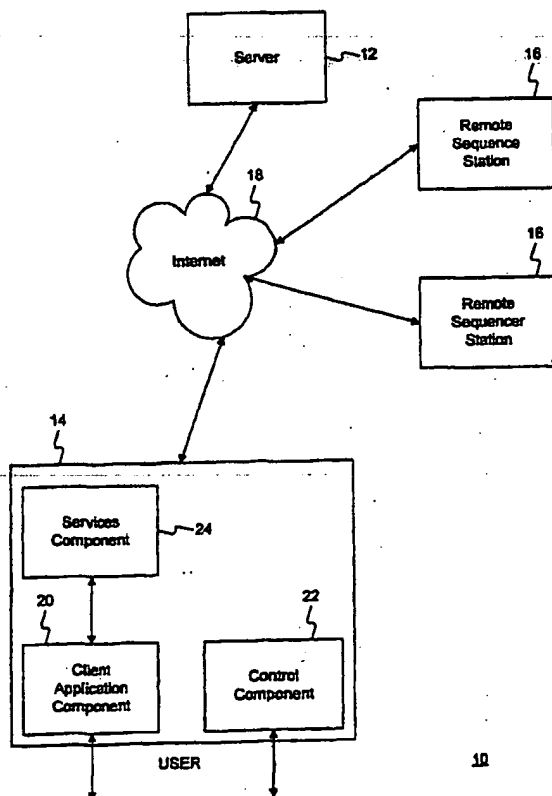 Server
12
16
Remote
Sequence
Station
18
Internet
16
Remote
Sequencer
Station
14
Services
Component
24
20
Client
Application
Component
22
Control
Component
USER
10